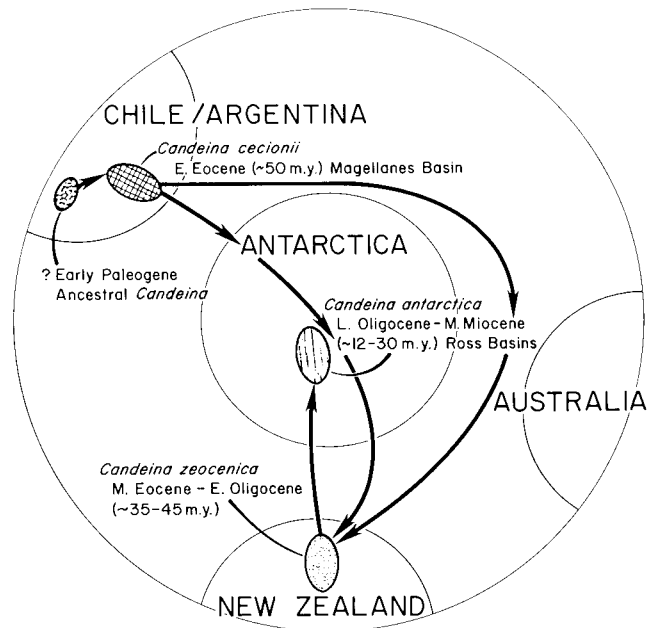 CHILE/ARGENTINA
Candeina cecionii
E. Eocene (~50 m.y.) Magellanes Basin
ANTARCTICA
? Early Paleogene
Ancestral Candeina
Candeina antarctica
L. Oligocene – M. Miocene
(~12–30 m.y.) Ross Basins
AUSTRALIA
Candeina zeocenica
M. Eocene – E. Oligocene
(~35–45 m.y.)
NEW ZEALAND